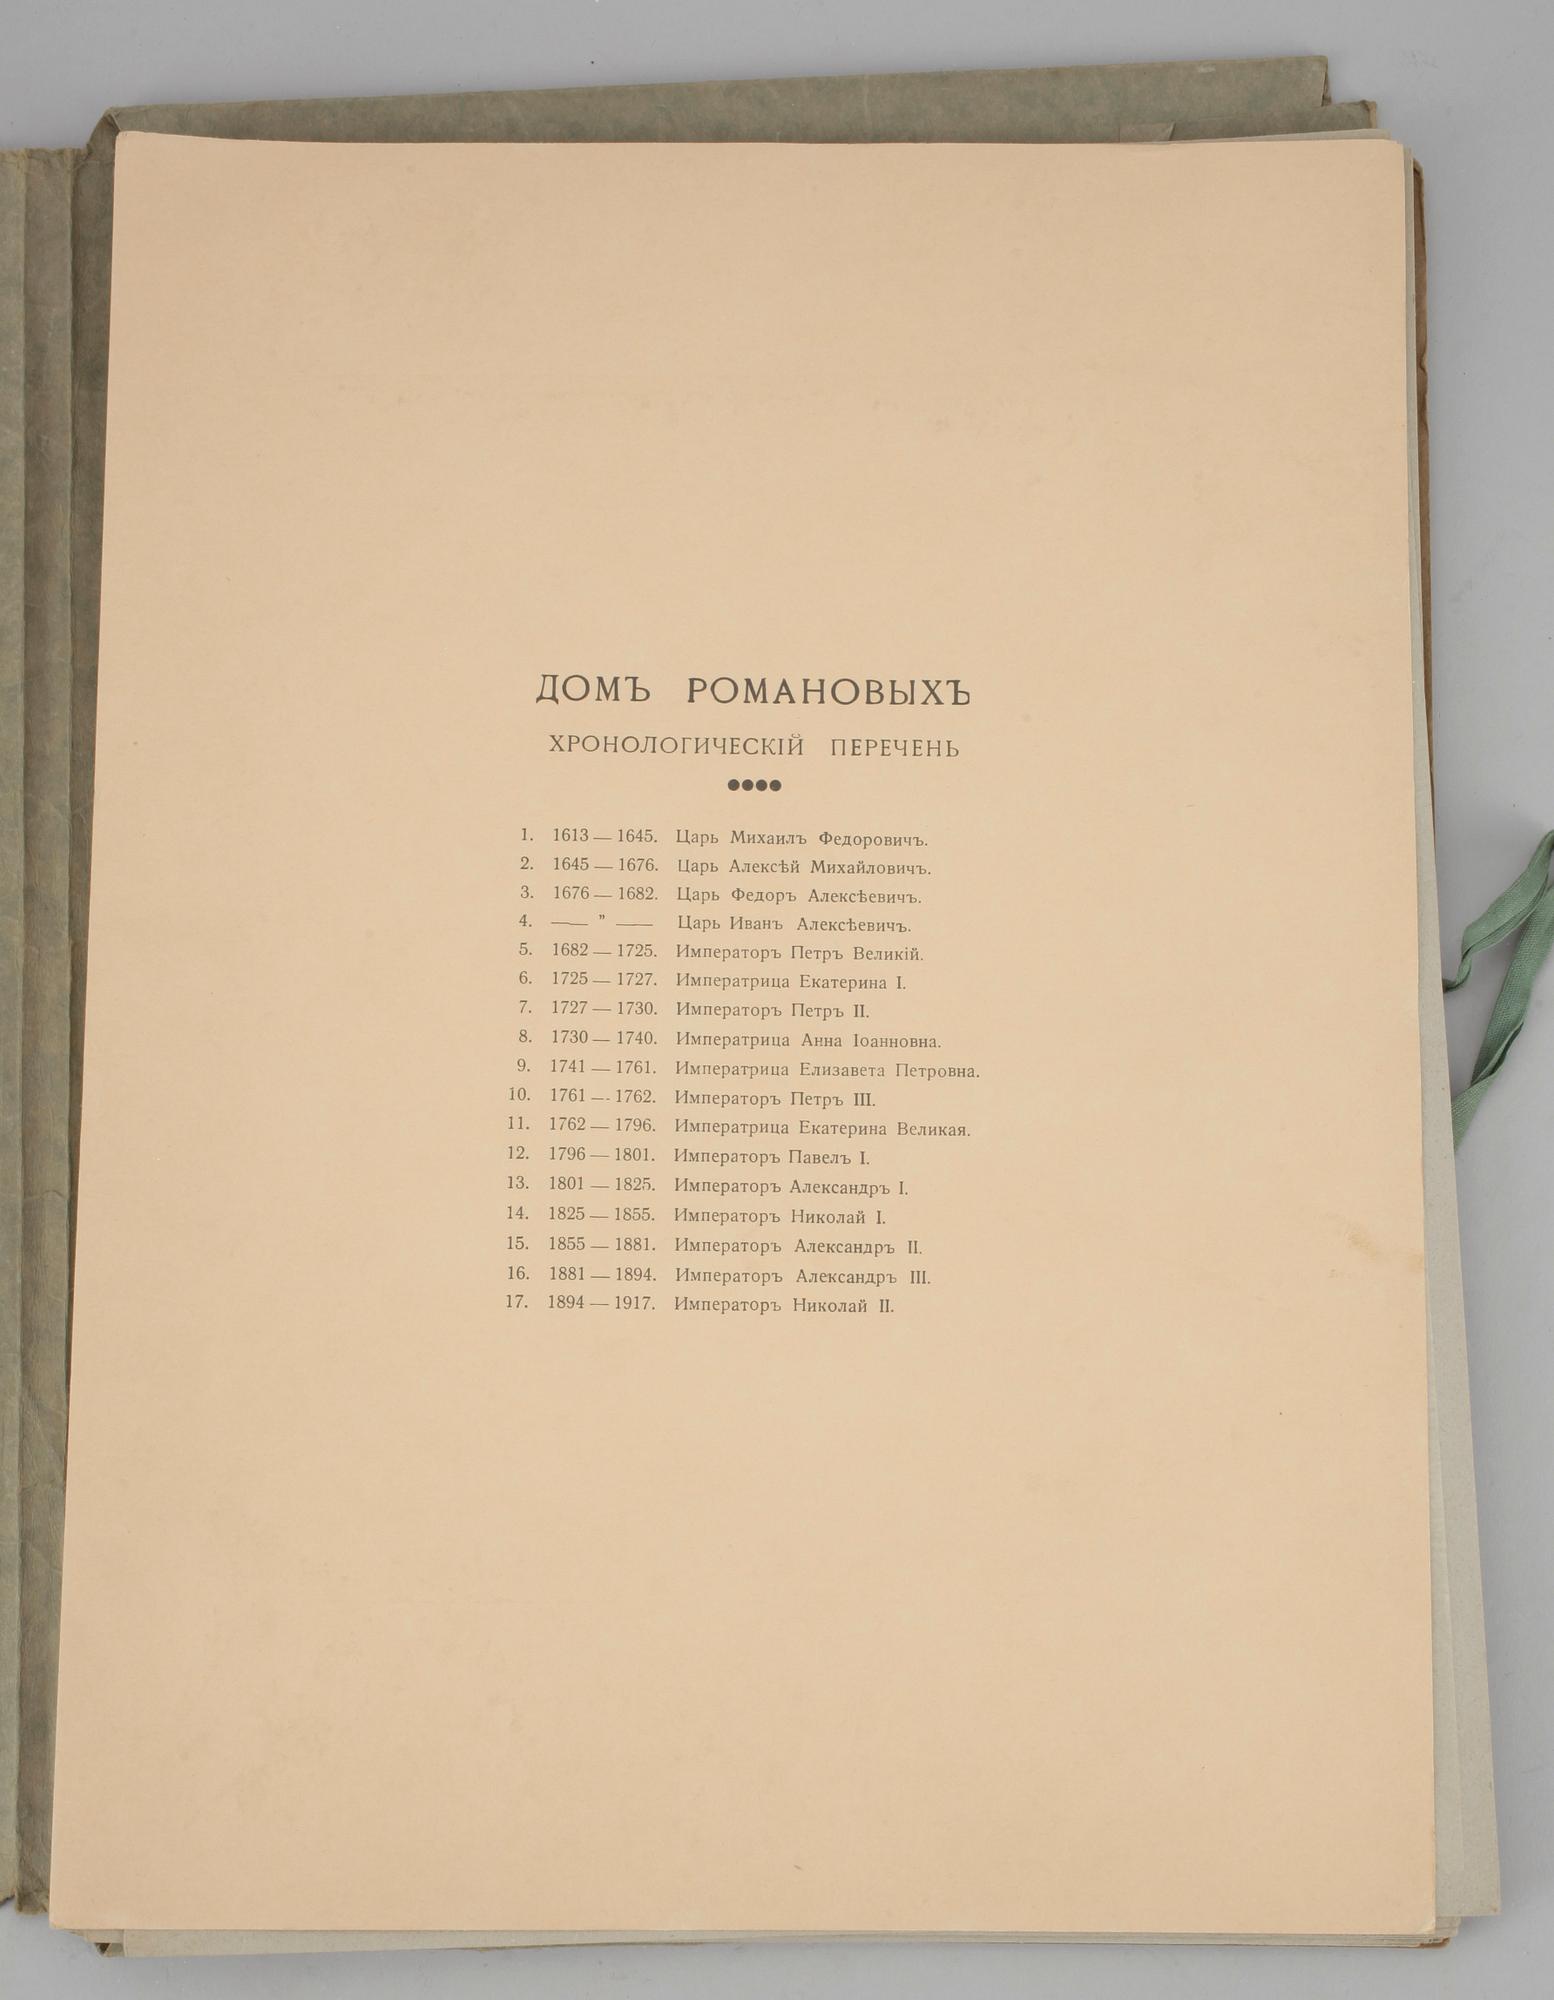 ДОМЪ РОМАНОВЫХЪ
ХРОНОЛОГИЧЕСКІЙ ПЕРЕЧЕНЬ
1. 1613 — 1645. Царь Михаилъ Федоровичъ.
2. 1645 — 1676. Царь Алексѣй Михайловичъ.
3. 1676 — 1682. Царь Федоръ Алексѣевичъ.
4. — „ — Царь Иванъ Алексѣевичъ.
5. 1682 — 1725. Императоръ Петръ Великій.
6. 1725 — 1727. Императрица Екатерина I.
7. 1727 — 1730. Императоръ Петръ II.
8. 1730 — 1740. Императрица Анна Іоанновна.
9. 1741 — 1761. Императрица Елизавета Петровна.
10. 1761 — 1762. Императоръ Петръ III.
11. 1762 — 1796. Императрица Екатерина Великая.
12. 1796 — 1801. Императоръ Павелъ I.
13. 1801 — 1825. Императоръ Александръ I.
14. 1825 — 1855. Императоръ Николай I.
15. 1855 — 1881. Императоръ Александръ II.
16. 1881 — 1894. Императоръ Александръ III.
17. 1894 — 1917. Императоръ Николай II.